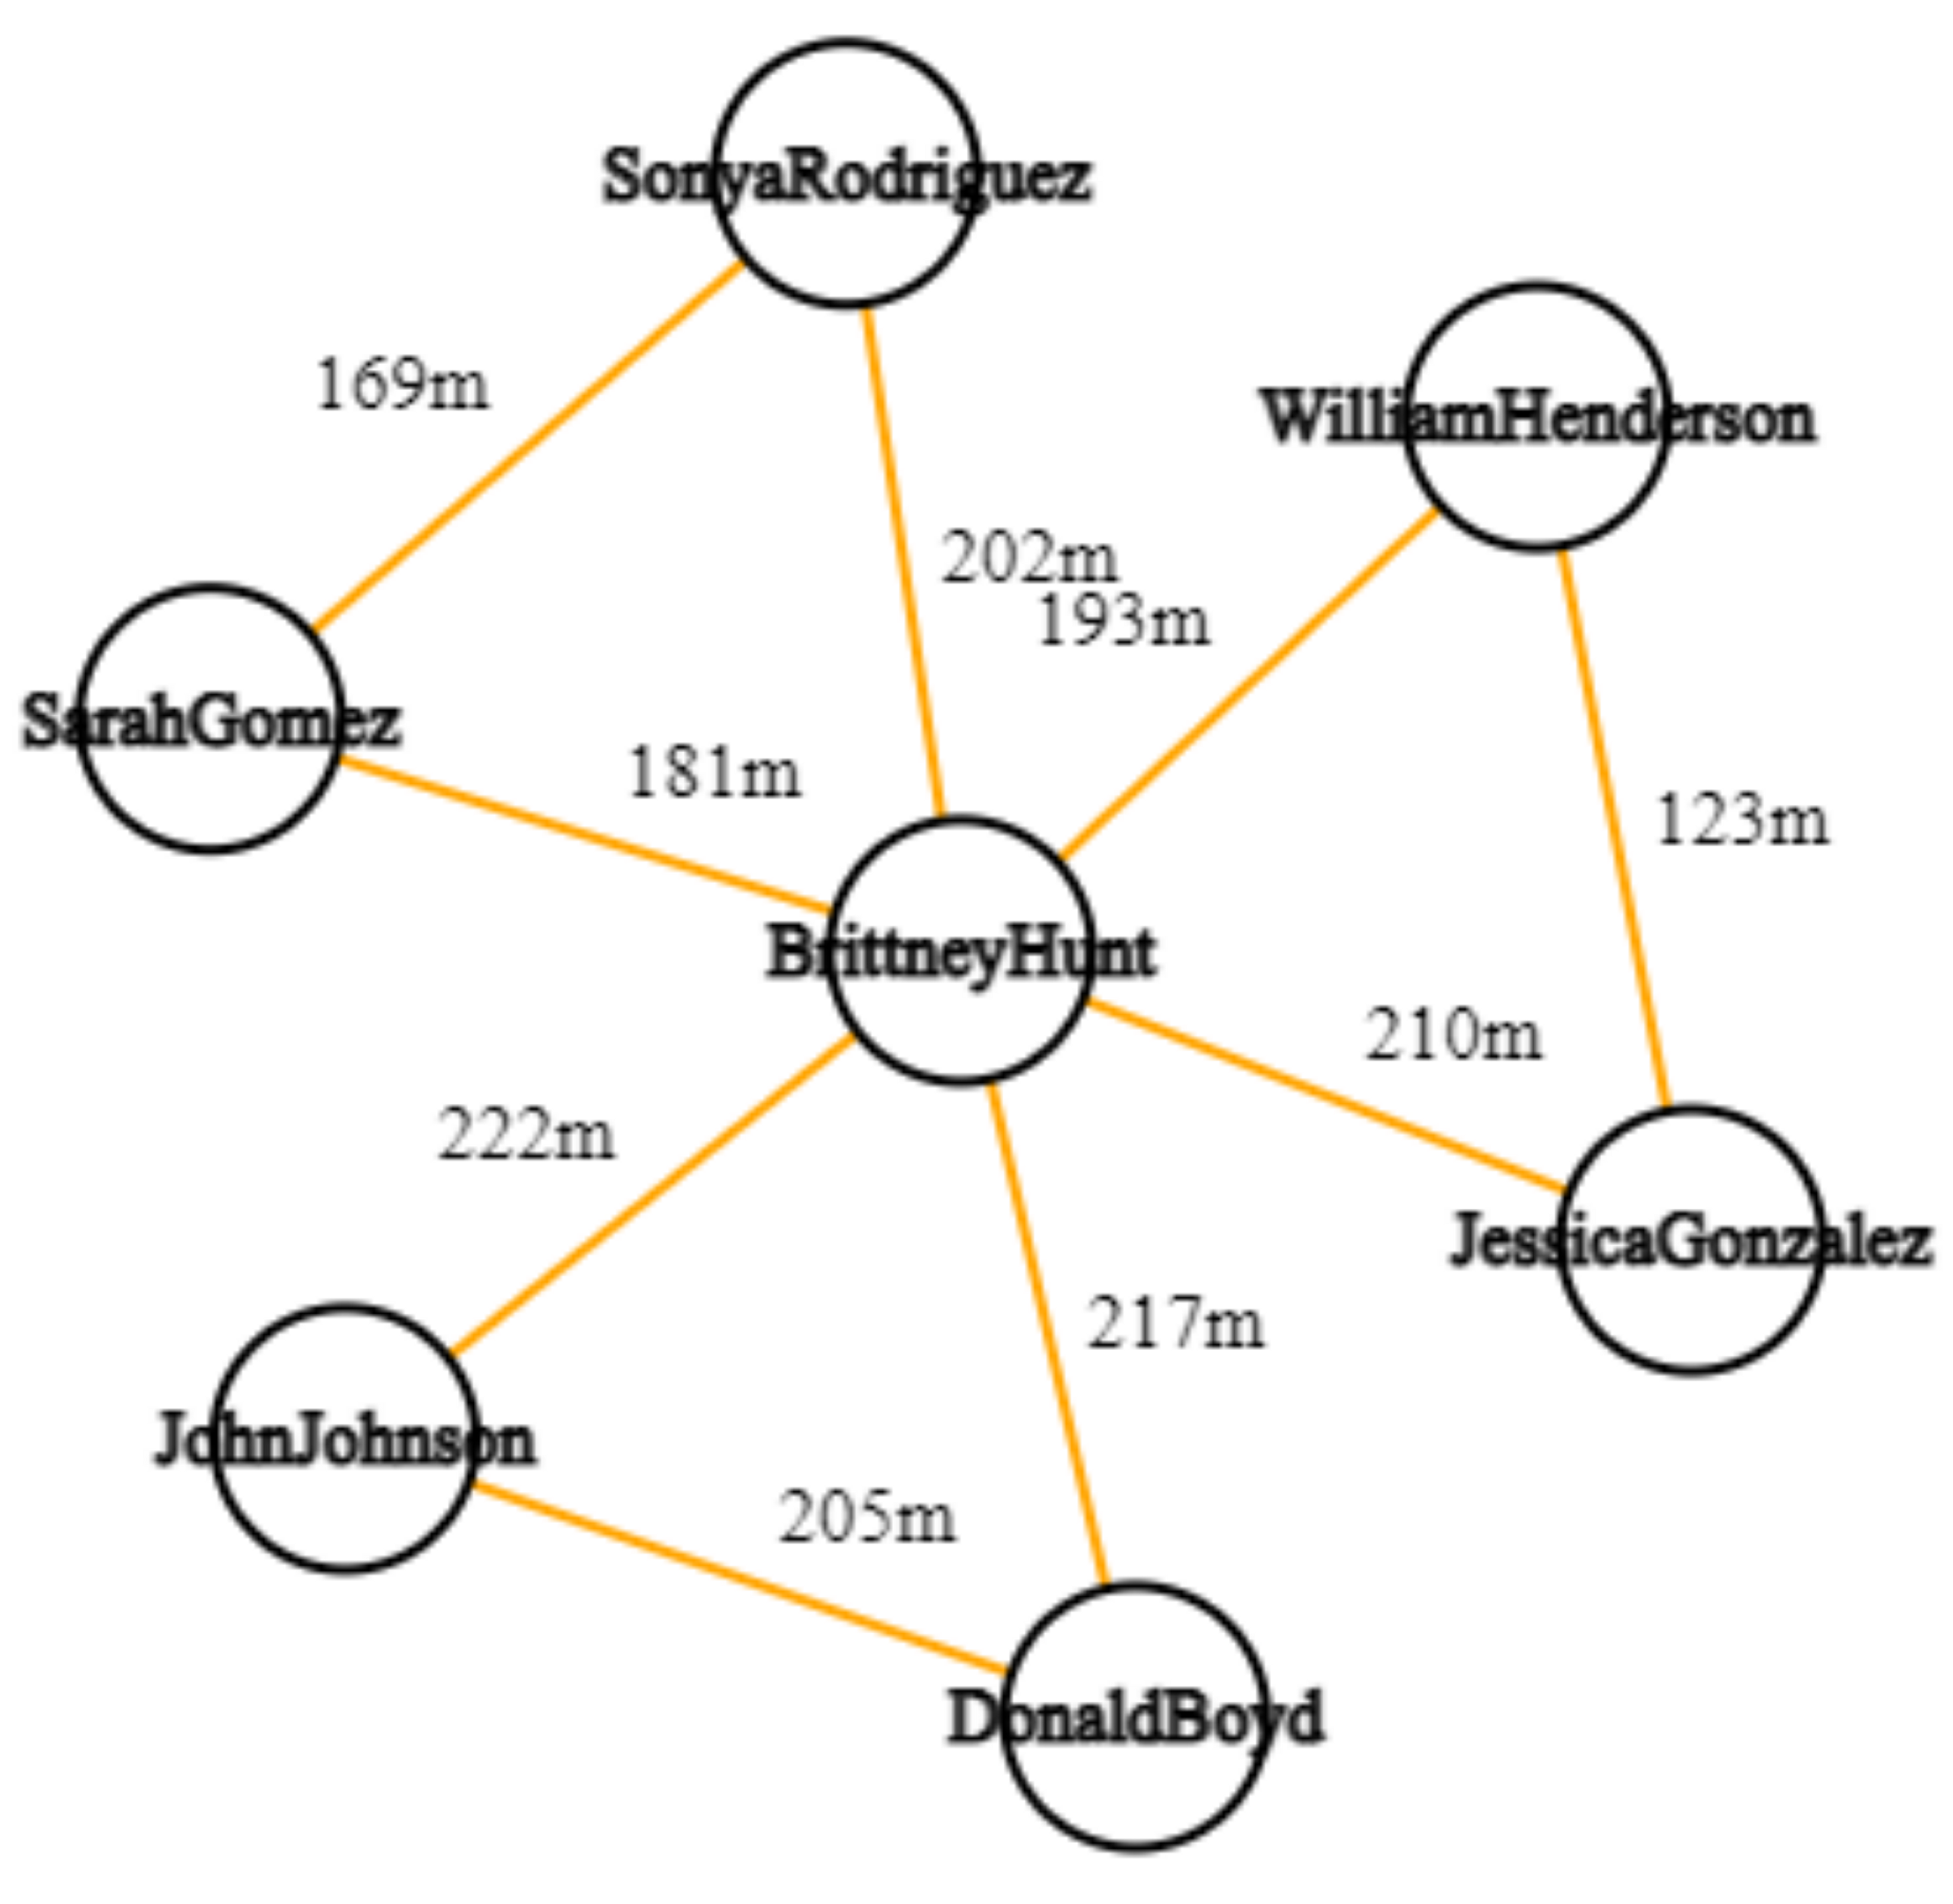 SonyaRodriguez
169m
WilliamHenderson
202m
193m
SarahGomez
181m
123m
BrittneyHunt
210m
222m
JessicaGonzalez
217m
JohnJohnson
205m
DonaldBoyd